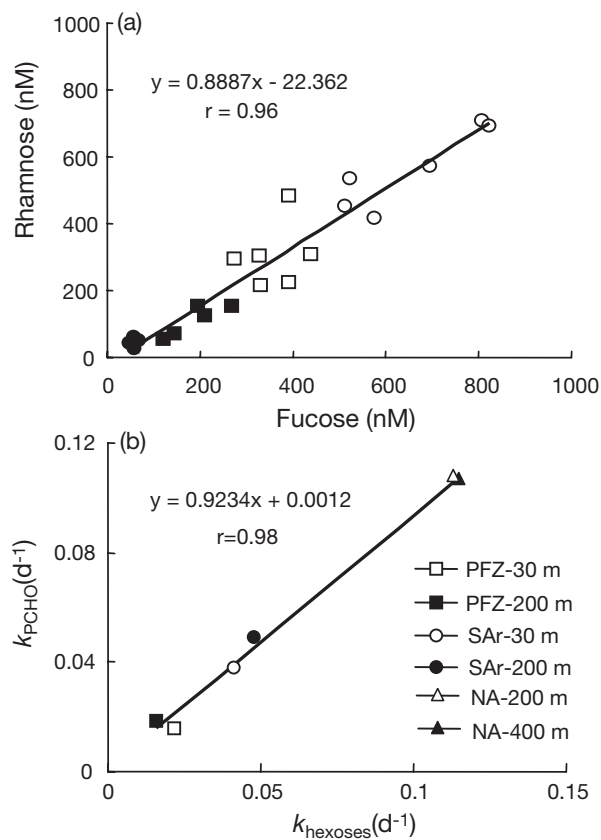 (a)
1000
800
600
400
200
0
Rhamnose (nM)
y = 0.8887x - 22.362
r = 0.96
0 200 400 600 800 1000
Fucose (nM)
(b)
0.12
0.08
0.04
0
kPCHO(d-1)
y = 0.9234x + 0.0012
r=0.98
PFZ-30 m
PFZ-200 m
SAr-30 m
SAr-200 m
NA-200 m
NA-400 m
0 0.05 0.1 0.15
khexoses(d-1)